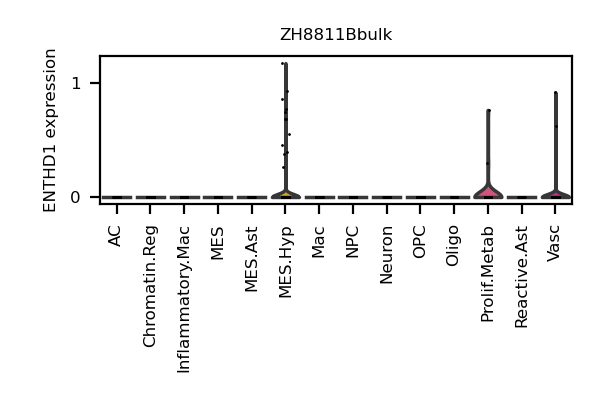 ZH8811Bbulk
ENTHD1 expression
1
0
AC
Chromatin.Reg
Inflammatory.Mac
MES
MES.Ast
MES.Hyp
Mac
NPC
Neuron
OPC
Oligo
Prolif.Metab
Reactive.Ast
Vasc